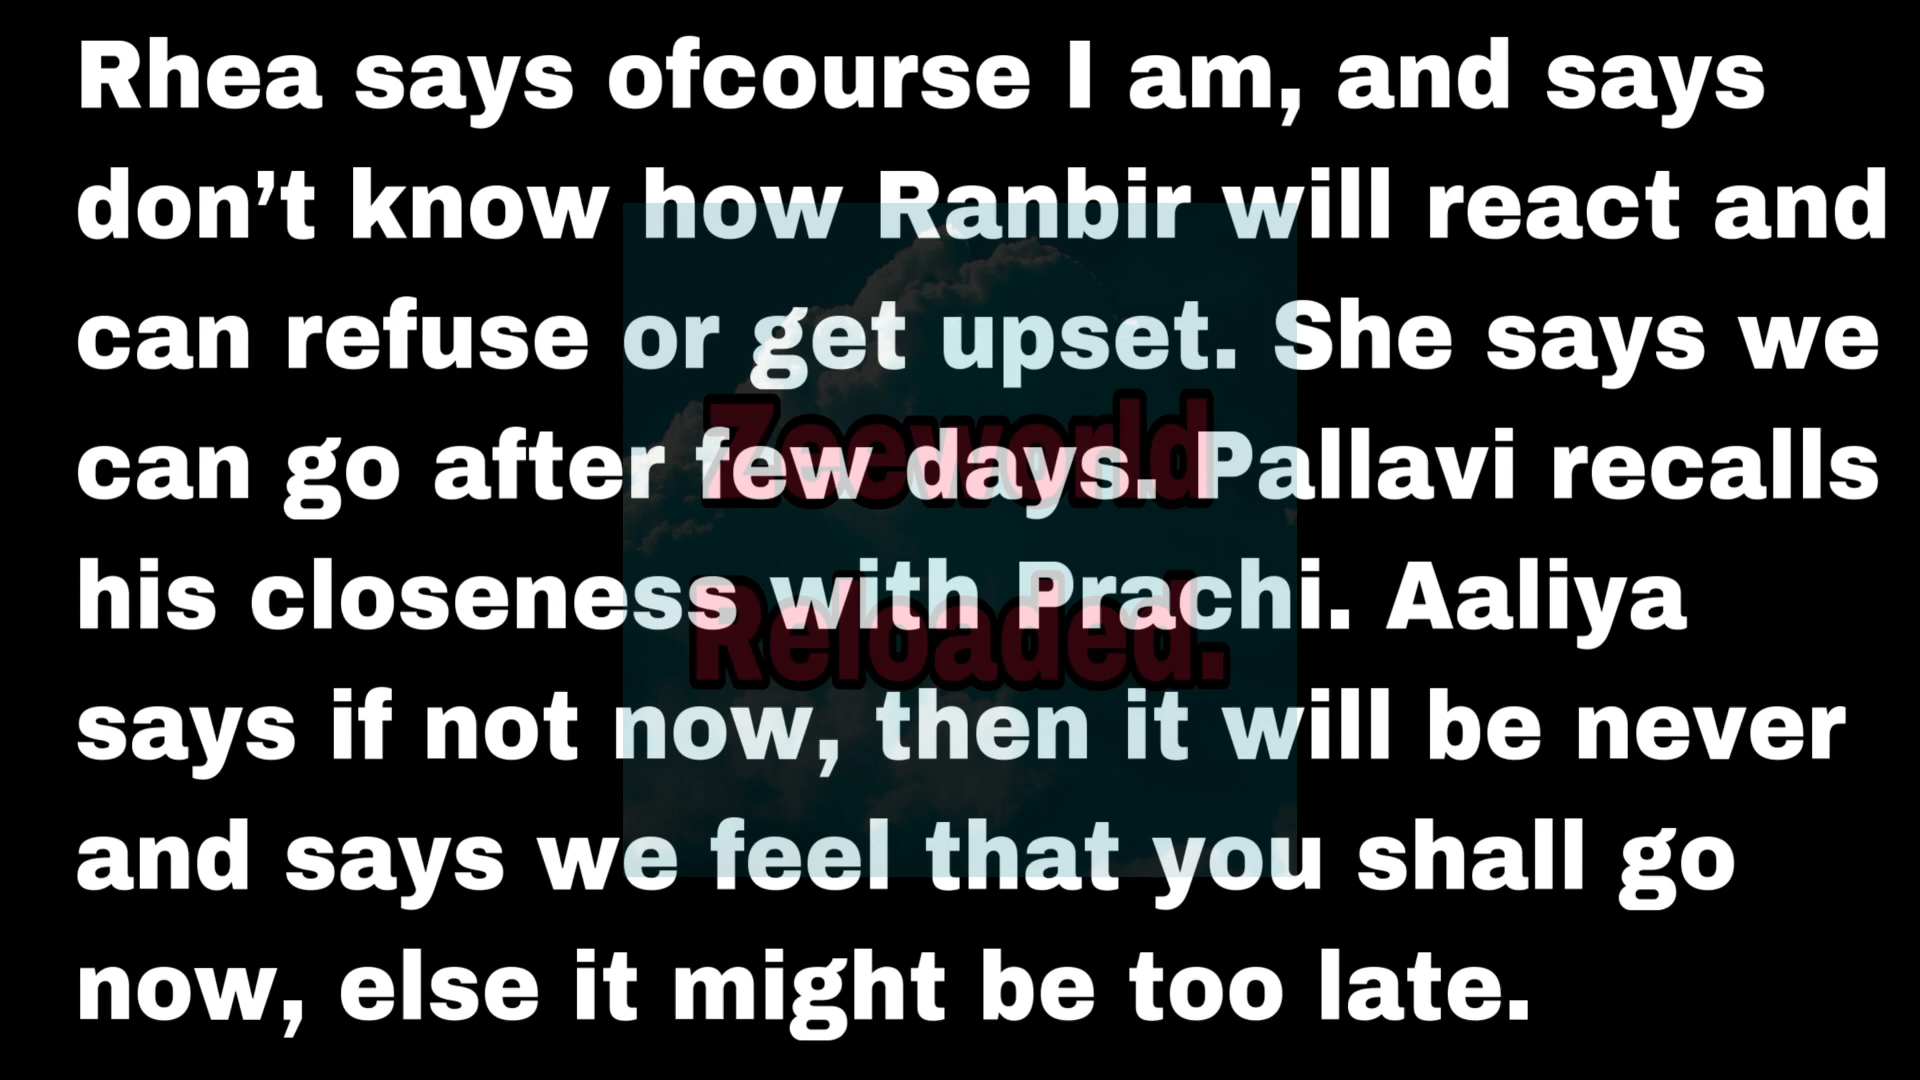 Rhea says ofcourse I am, and says
don’t know how Ranbir will react and
can refuse or get upset. She says we
can go after few days. Pallavi recalls
his closeness with Prachi. Aaliya
says if not now, then it will be never
and says we feel that you shall go
now, else it might be too late.
Zeeworld
Reloaded.